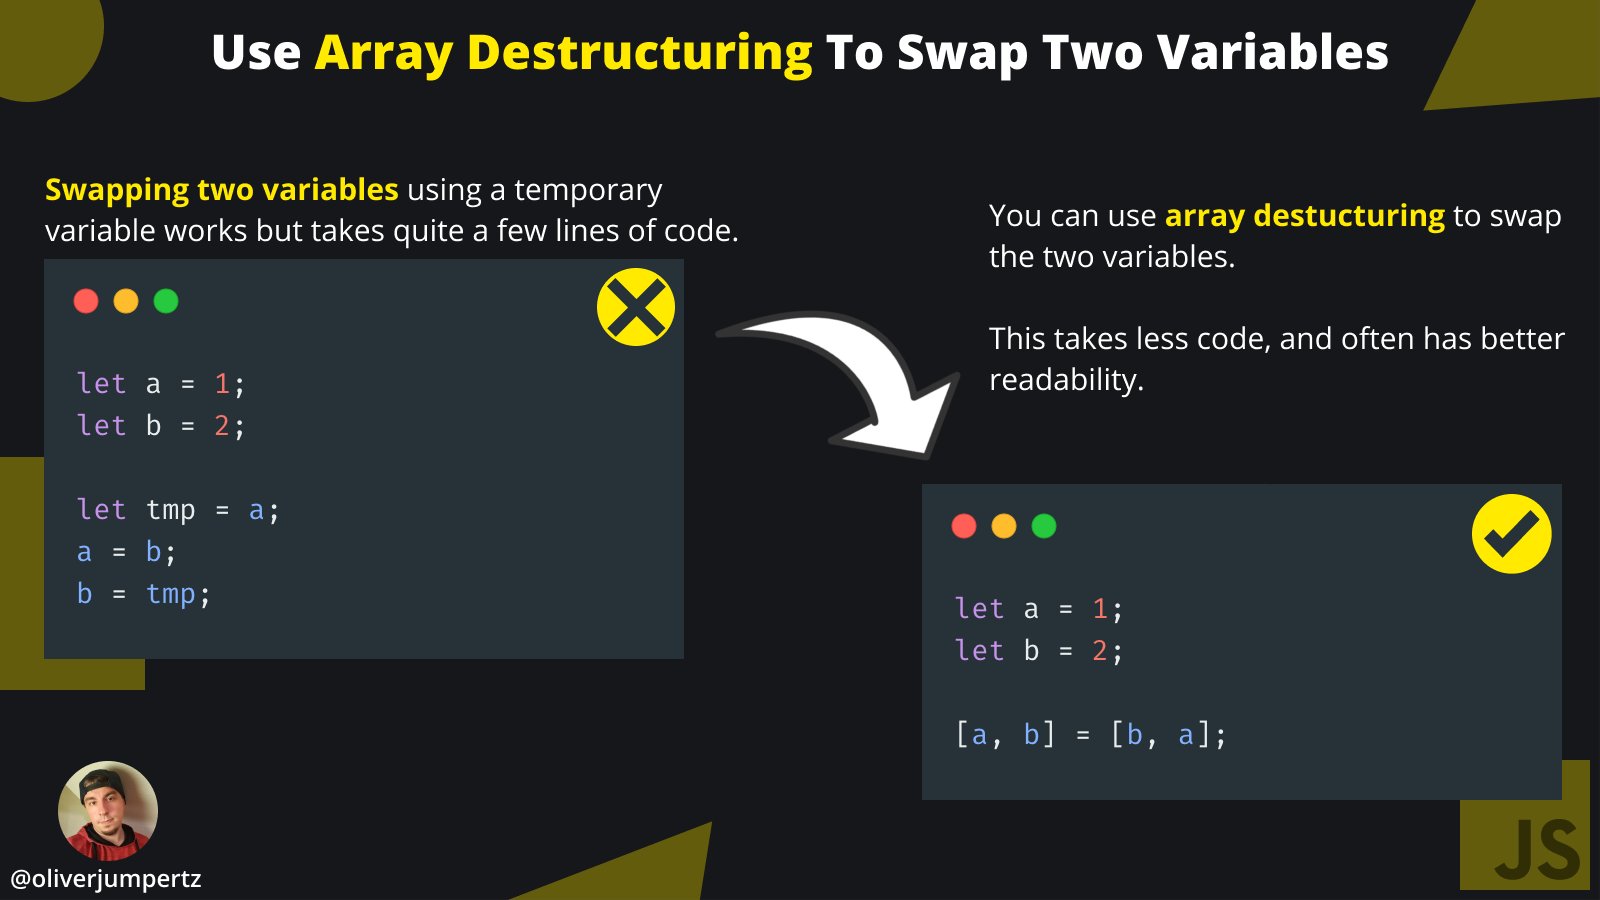 Use Array Destructuring To Swap Two Variables
Swapping two variables using a temporary
variable works but takes quite a few lines of code.
let a = 1;
let b = 2;
let tmp = a;
a = b;
b = tmp;
You can use array destucturing to swap
the two variables.
This takes less code, and often has better
readability.
let a = 1;
let b = 2;
[a, b] = [b, a];
@oliverjumpertz
JS